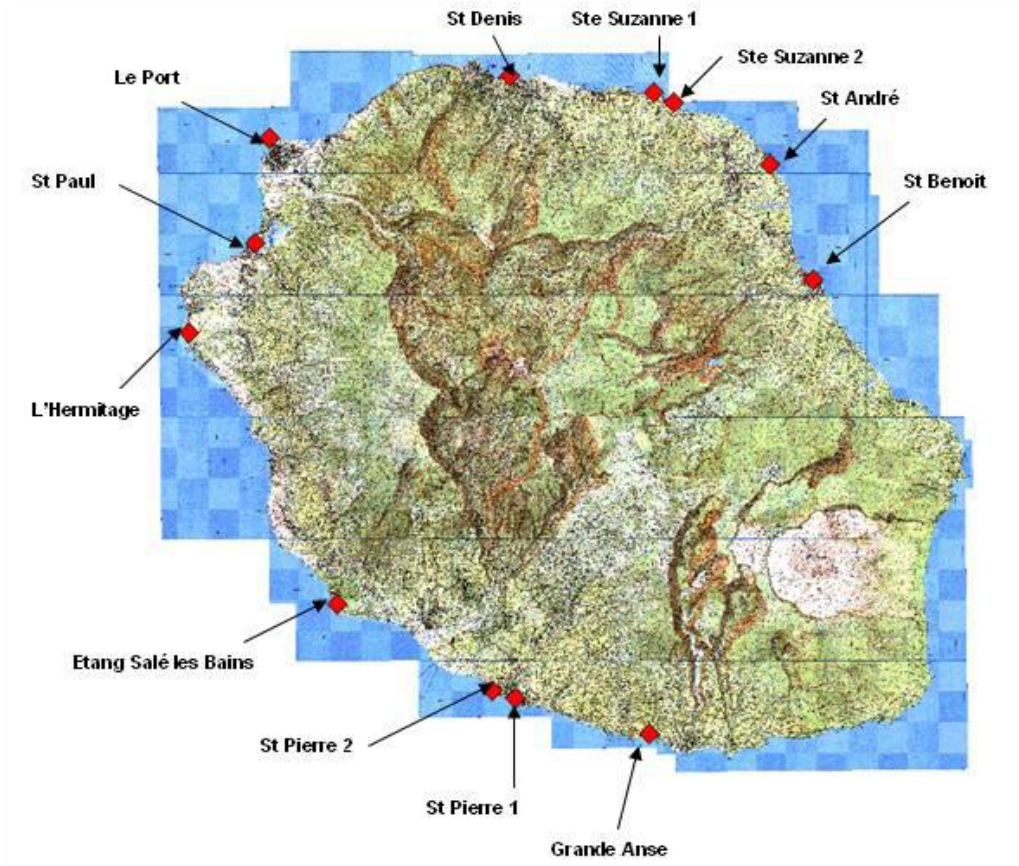 St Denis
Ste Suzanne 1
Ste Suzanne 2
Le Port
St André
St Paul
St Benoit
L'Hermitage
Etang Salé les Bains
St Pierre 2
St Pierre 1
Grande Anse